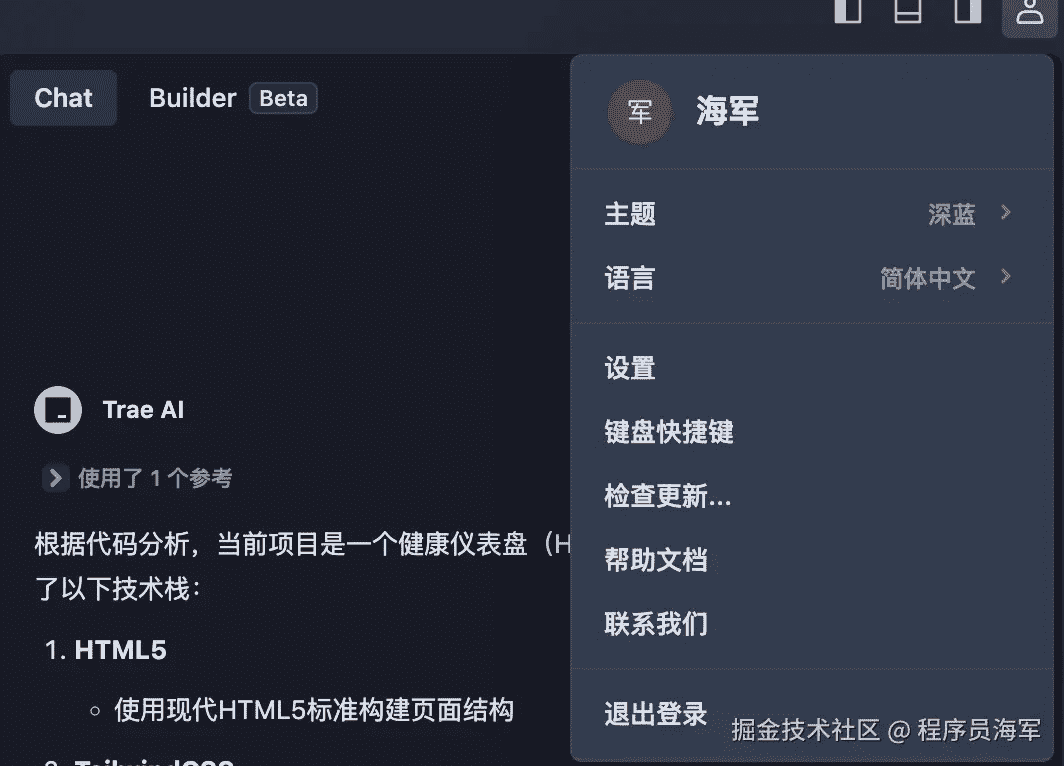 Chat
Builder Beta
Trae AI
使用了 1 个参考
根据代码分析，当前项目是一个健康仪表盘（H
了以下技术栈：
1. HTML5
使用现代HTML5标准构建页面结构
军 海军
主题 深蓝
语言 简体中文
设置
键盘快捷键
检查更新...
帮助文档
联系我们
退出登录
掘金技术社区 @ 程序员海军